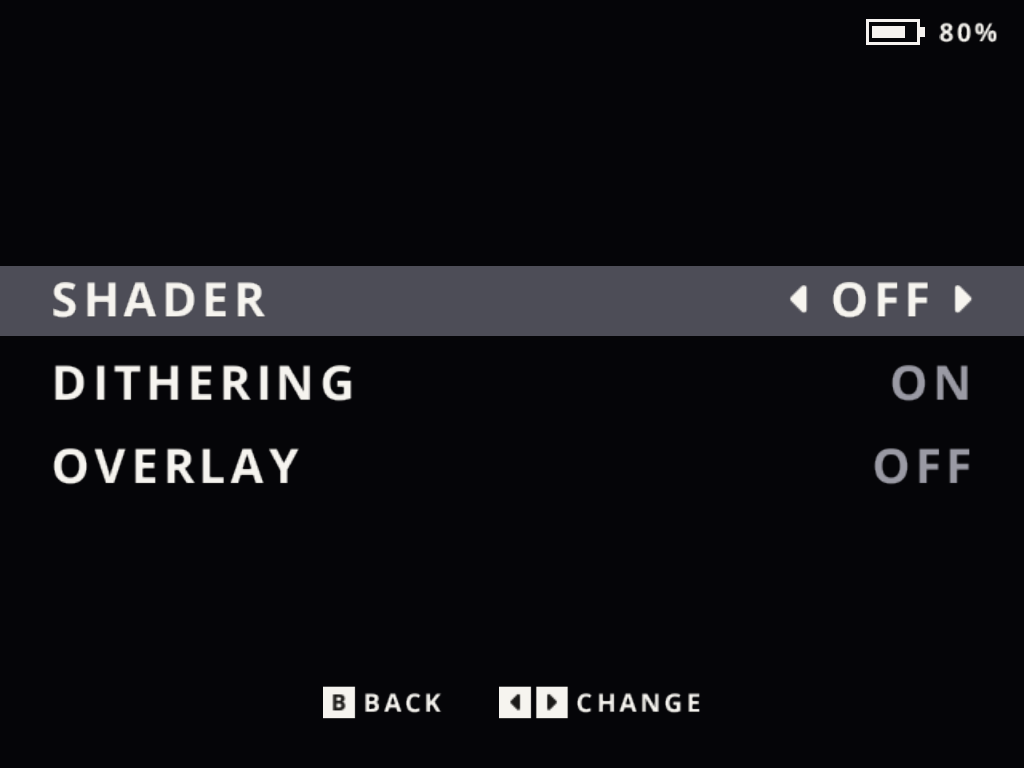 80%
SHADER OFF
DITHERING ON
OVERLAY OFF
B BACK CHANGE